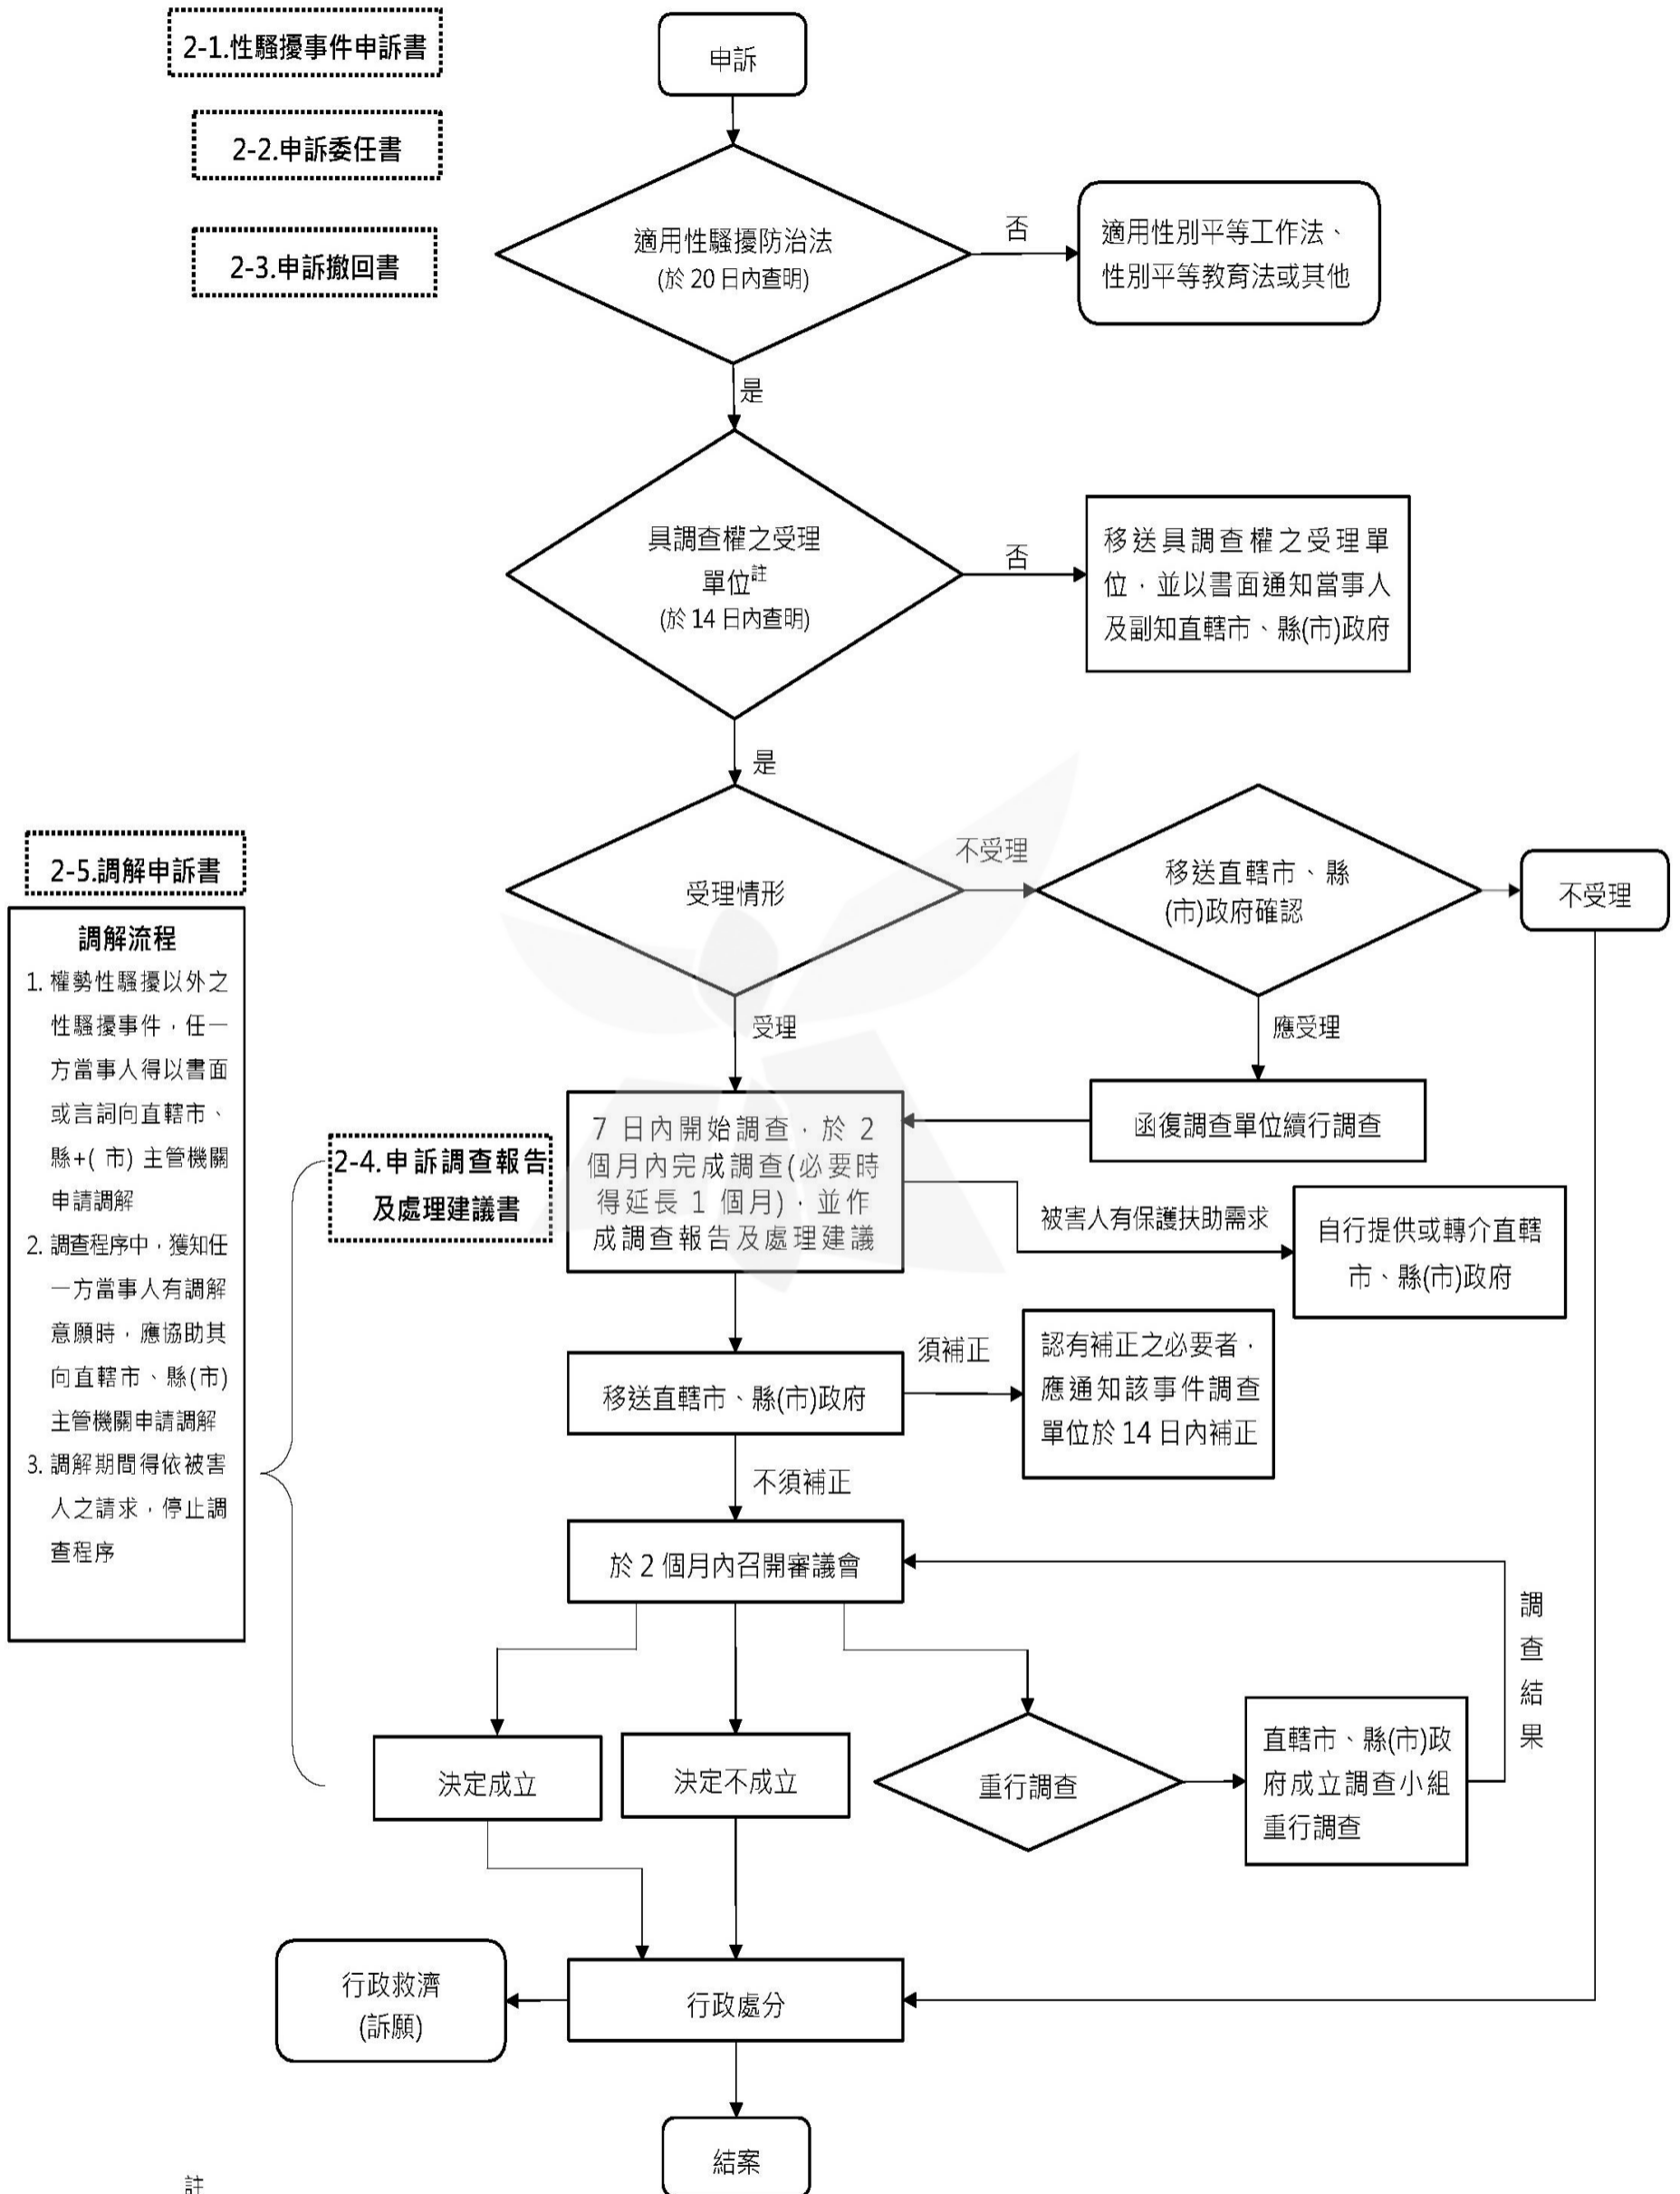 2-1.性騷擾事件申訴書
申訴
2-2.申訴委任書
2-3.申訴撤回書
適用性騷擾防治法
(於 20 日內查明)
否
適用性別平等工作法、
性別平等教育法或其他
是
具調查權之受理
單位註
(於 14 日內查明)
否
移送具調查權之受理單
位，並以書面通知當事人
及副知直轄市、縣(市)政府
是
受理情形
不受理
移送直轄市、縣
(市)政府確認
不受理
受理
應受理
2-5.調解申訴書
調解流程
1. 權勢性騷擾以外之
性騷擾事件，任一
方當事人得以書面
或言詞向直轄市、
縣+( 市) 主管機關
申請調解
2. 調查程序中，獲知任
一方當事人有調解
意願時，應協助其
向直轄市、縣(市)
主管機關申請調解
3. 調解期間得依被害
人之請求，停止調
查程序
2-4.申訴調查報告
及處理建議書
7 日內開始調查，於 2
個月內完成調查(必要時
得延長 1 個月)，並作
成調查報告及處理建議
函復調查單位續行調查
被害人有保護扶助需求
自行提供或轉介直轄
市、縣(市)政府
移送直轄市、縣(市)政府
須補正
認有補正之必要者，
應通知該事件調查
單位於 14 日內補正
不須補正
於 2 個月內召開審議會
調查結果
決定成立
決定不成立
重行調查
直轄市、縣(市)政
府成立調查小組
重行調查
行政救濟
(訴願)
行政處分
結案
註